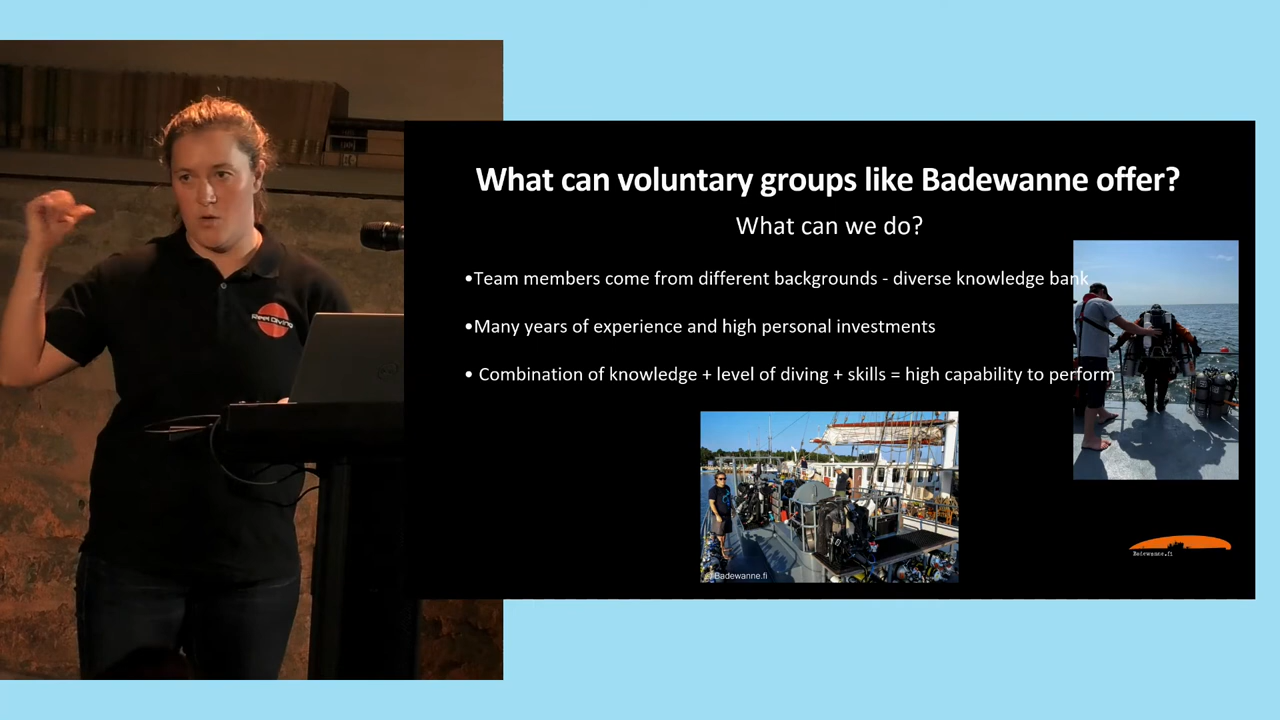 What can voluntary groups like Badewanne offer?
What can we do?
•Team members come from different backgrounds - diverse knowledge bank
•Many years of experience and high personal investments
• Combination of knowledge + level of diving + skills = high capability to perform
Reel Diving
© Badewanne.fi
Badewanne.fi